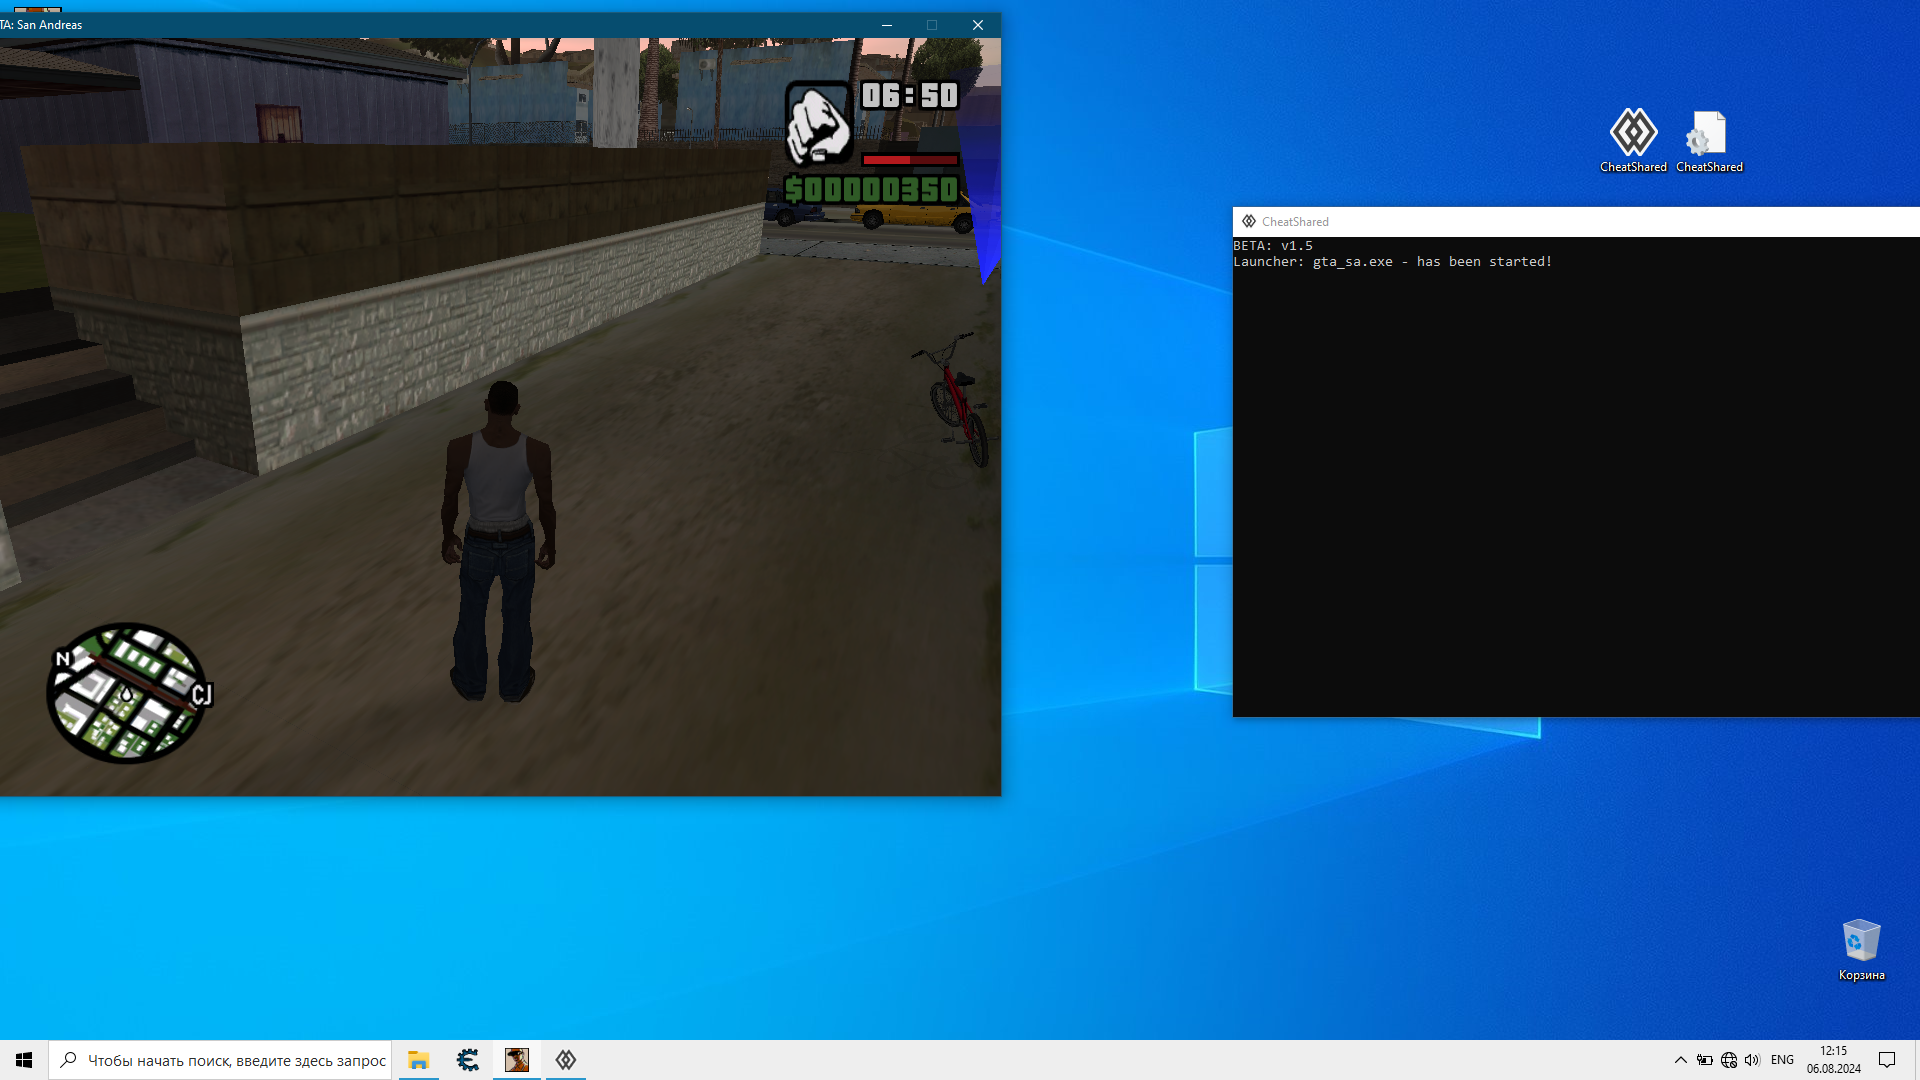 TA: San Andreas
06:50
$00000350
N
CJ
CheatShared
CheatShared
CheatShared
BETA: v1.5
Launcher: gta_sa.exe - has been started!
Корзина
Чтобы начать поиск, введите здесь запрос
ENG
12:15
06.08.2024